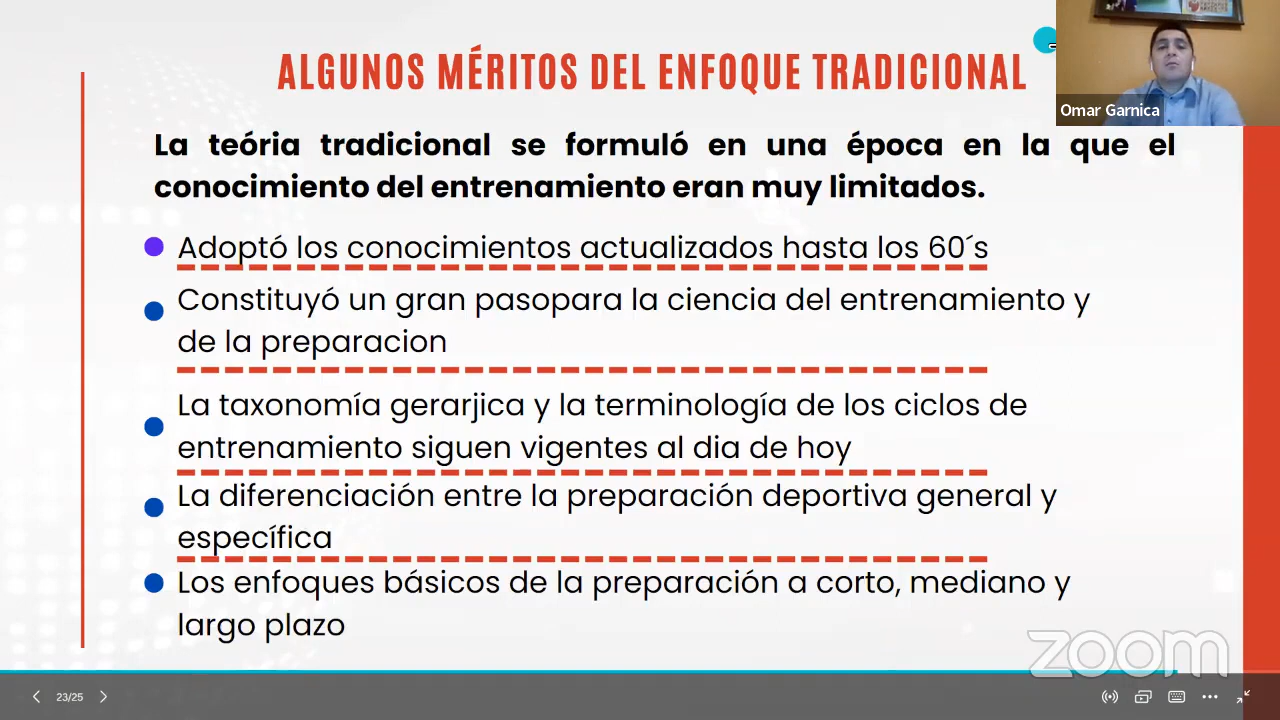 ALGUNOS MÉRITOS DEL ENFOQUE TRADICIONAL
Omar Garnica
La teória tradicional se formuló en una época en la que el
conocimiento del entrenamiento eran muy limitados.
Adoptó los conocimientos actualizados hasta los 60´s
Constituyó un gran pasopara la ciencia del entrenamiento y
de la preparacion
La taxonomía gerarjica y la terminología de los ciclos de
entrenamiento siguen vigentes al dia de hoy
La diferenciación entre la preparación deportiva general y
específica
Los enfoques básicos de la preparación a corto, mediano y
largo plazo
zoom
23/25